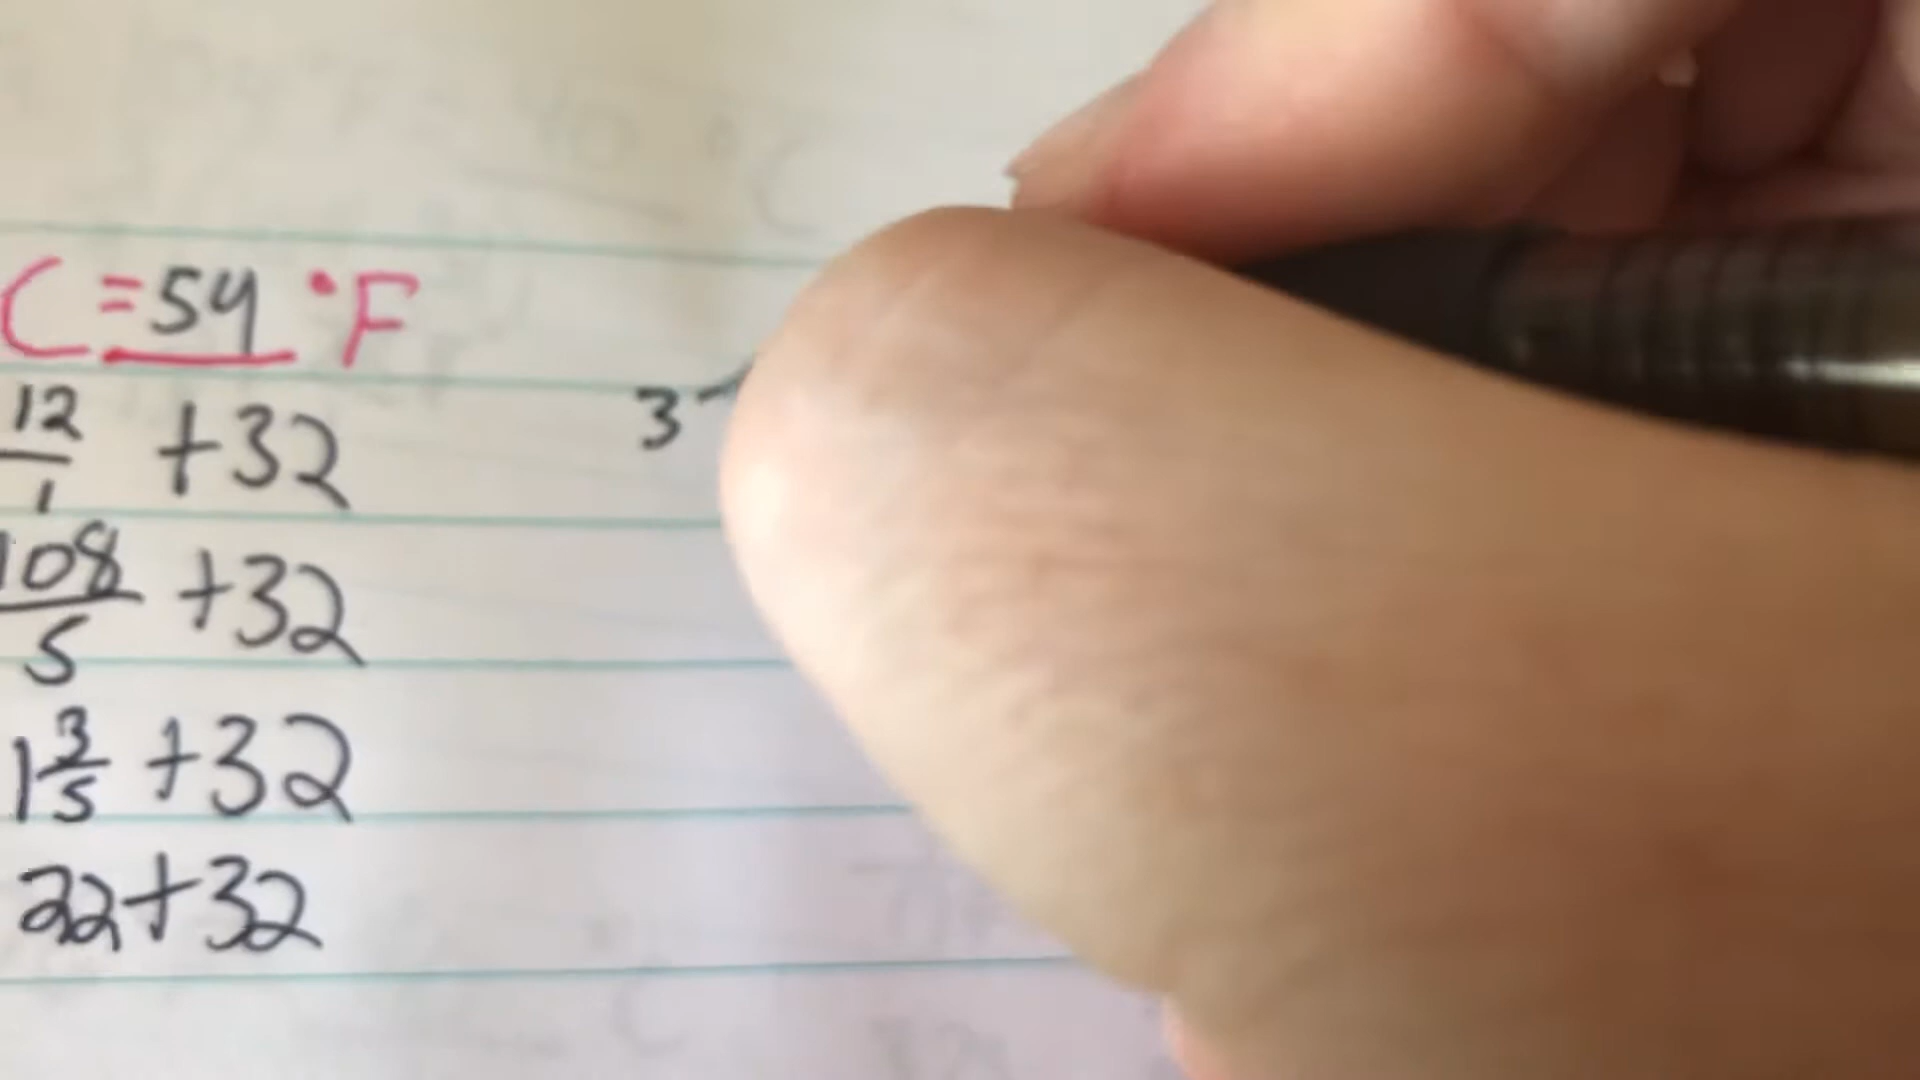 C = 54 °F
12/1 + 32
3
108/5 + 32
1 3/5 + 32
22 + 32